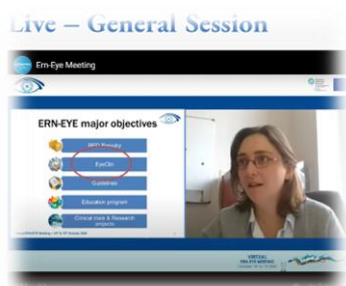 Live – General Session
Ern-Eye Meeting
ERN-EYE major objectives
Registry
EyeClin
Guidelines
Education program
Clinical trials & Research
projects
VIRTUAL
ERN-EYE MEETING